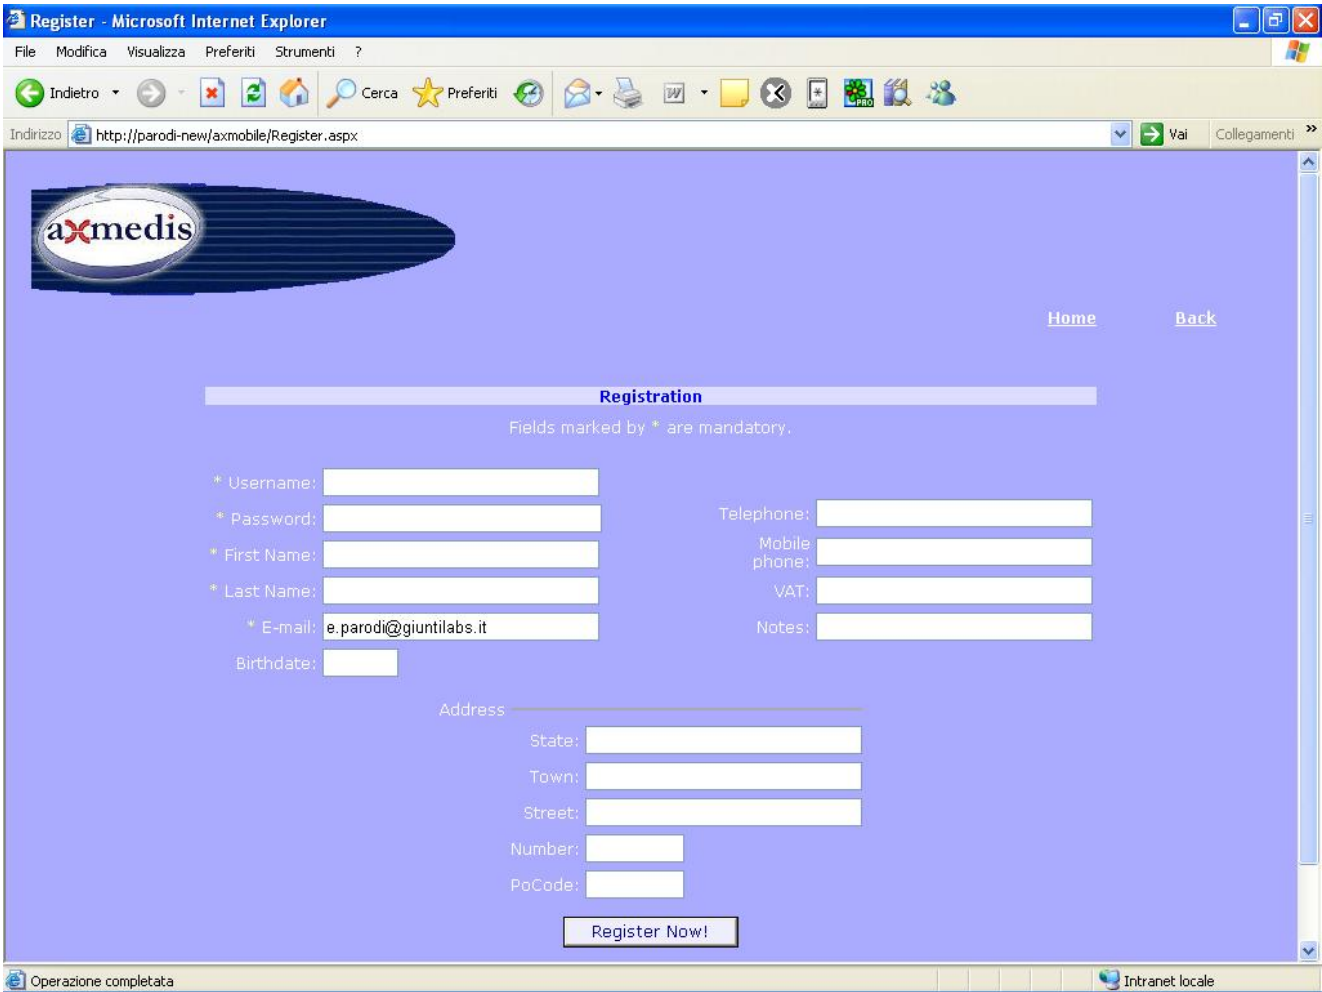 Register - Microsoft Internet Explorer
File Modifica Visualizza Preferiti Strumenti ?
Indietro Cerca Preferiti
Indirizzo http://parodi-new/axmobile/Register.aspx Vai Collegamenti »
axmedis
Home Back
Registration
Fields marked by * are mandatory.
* Username:
* Password:
* First Name:
* Last Name:
* E-mail: e.parodi@giuntilabs.it
Birthdate:
Telephone:
Mobile
phone:
VAT:
Notes:
Address
State:
Town:
Street:
Number:
PoCode:
Register Now!
Operazione completata Intranet locale